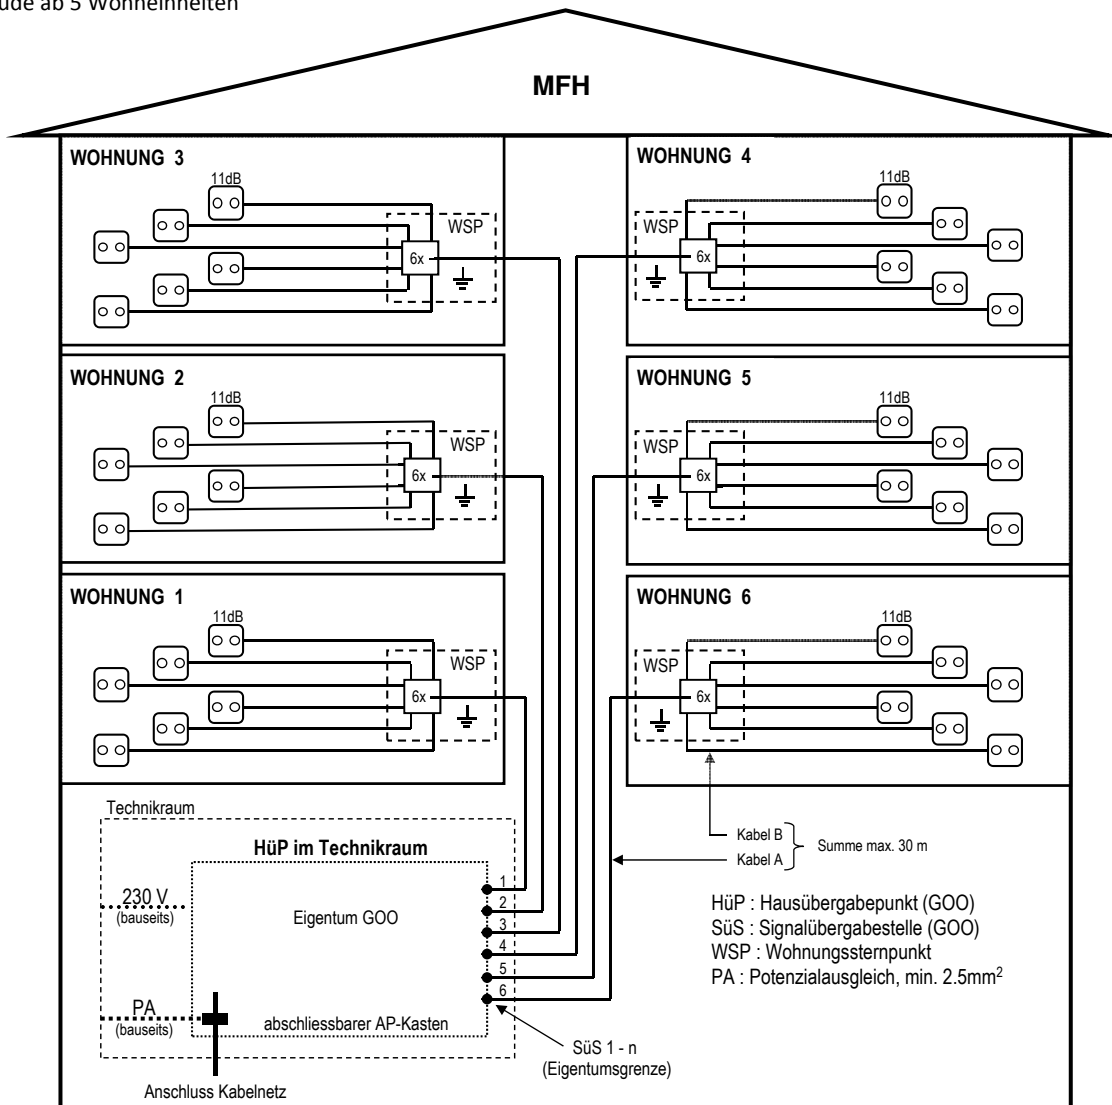 ab 5 Wohneinheiten
MFH
WOHNUNG 3
11dB
WSP
6x
WOHNUNG 4
11dB
WSP
6x
WOHNUNG 2
11dB
WSP
6x
WOHNUNG 5
11dB
WSP
6x
WOHNUNG 1
11dB
WSP
6x
WOHNUNG 6
11dB
WSP
6x
Technikraum
HüP im Technikraum
230 V
(bauseits)
Eigentum GOO
PA
(bauseits)
abschliessbarer AP-Kasten
Anschluss Kabelnetz
1
2
3
4
5
6
SüS 1 - n
(Eigentumsgrenze)
Kabel B
Kabel A
Summe max. 30 m
HüP : Hausübergabepunkt (GOO)
SüS : Signalübergabestelle (GOO)
WSP : Wohnungssternpunkt
PA : Potenzialausgleich, min. 2.5mm²